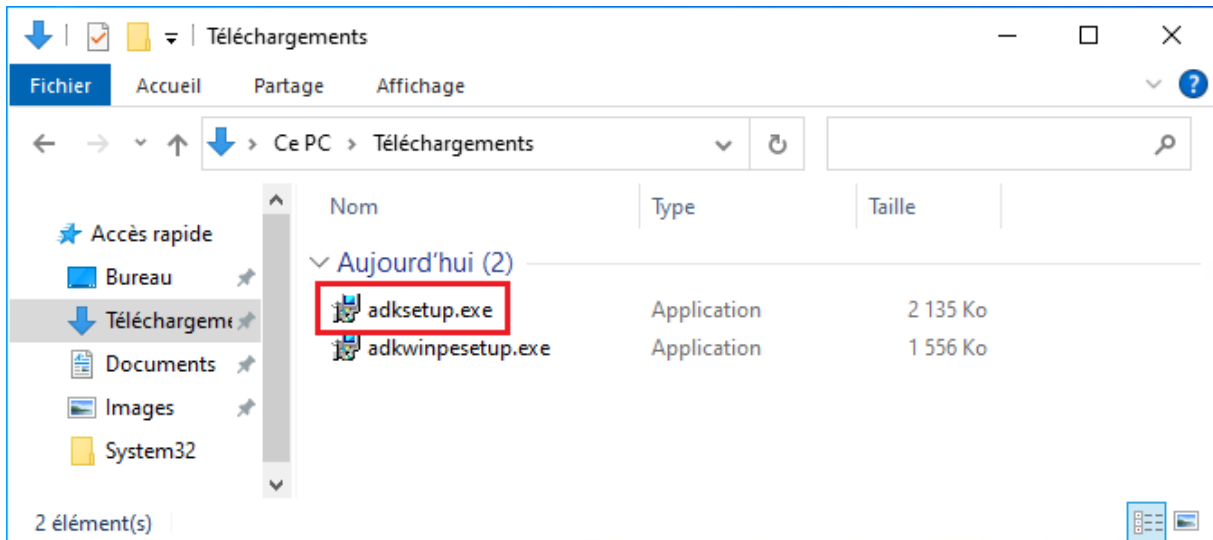 Téléchargements
Fichier Accueil Partage Affichage
Ce PC Téléchargements
Nom Type Taille
Accès rapide
Aujourd'hui (2)
Bureau
adksetup.exe Application 2 135 Ko
Téléchargeme
adkwinpesetup.exe Application 1 556 Ko
Documents
Images
System32
2 élément(s)